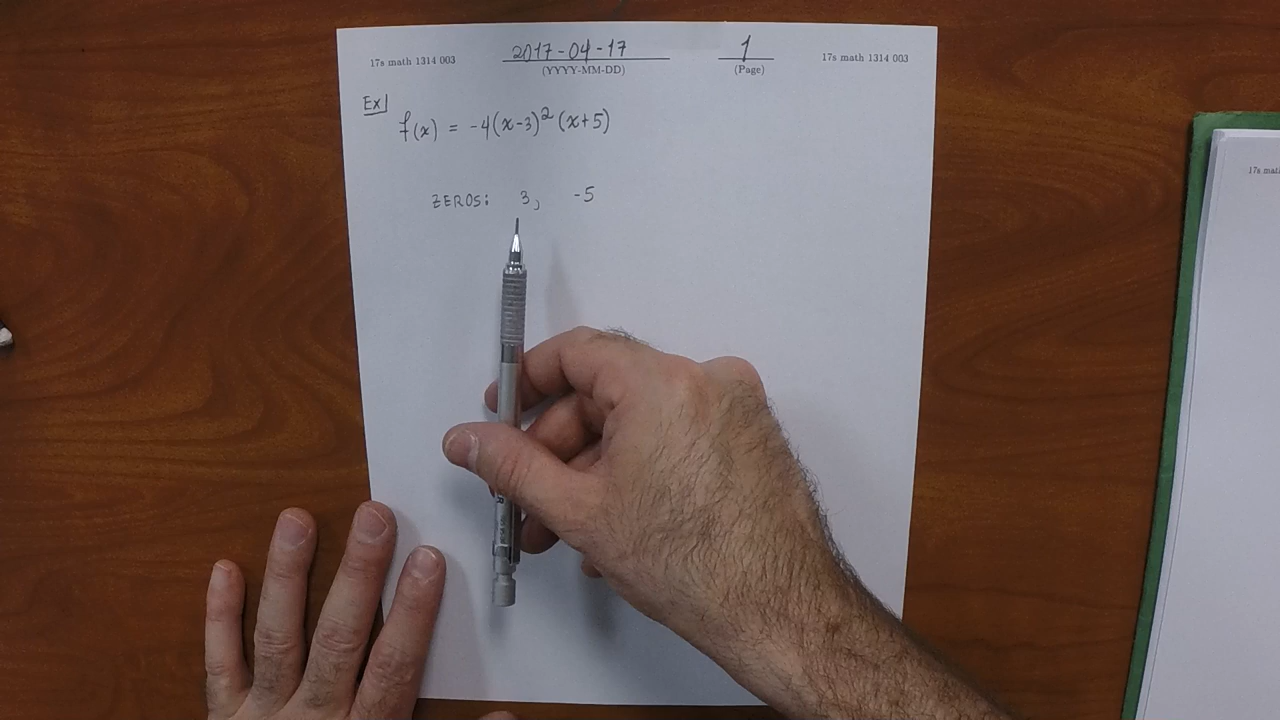 17s math 1314 003 2017-04-17 1 17s math 1314 003
(YYYY-MM-DD) (Page)
Ex1
f(x) = -4(x-3)² (x+5)
ZEROS: 3, -5